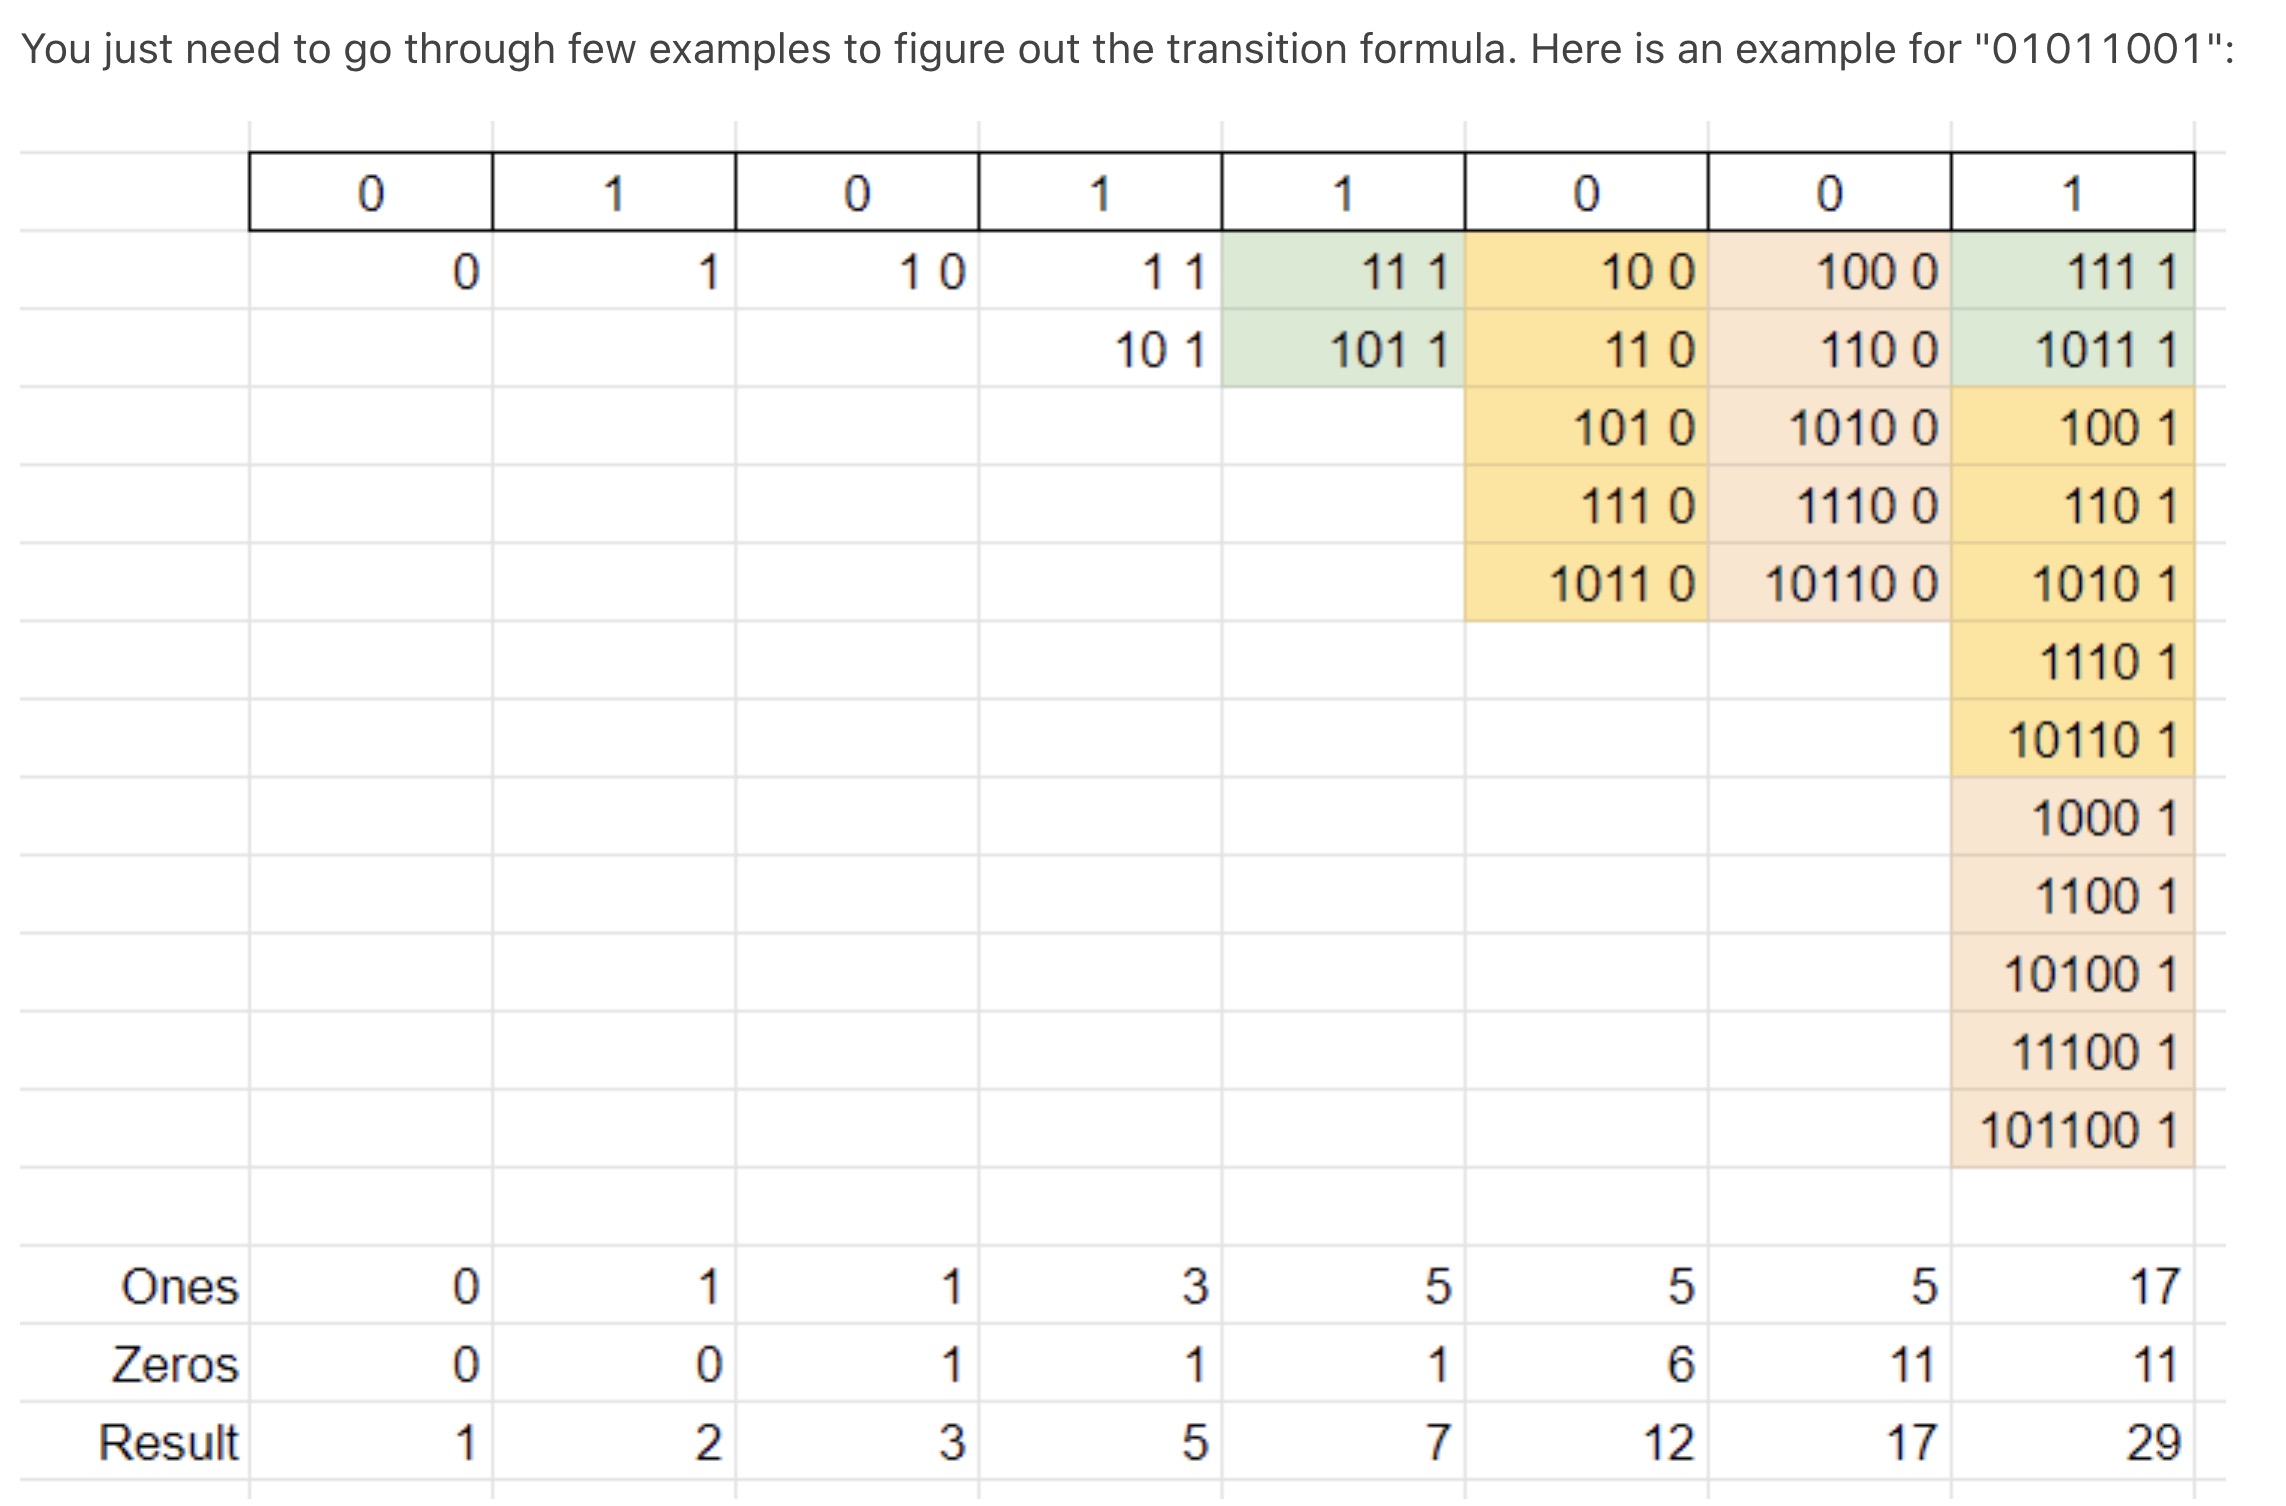 You just need to go through few examples to figure out the transition formula. Here is an example for "01011001":
0 1 0 1 1 0 0 1
0 1 1 0 1 1 11 1 10 0 100 0 111 1
10 1 101 1 11 0 110 0 1011 1
101 0 1010 0 100 1
111 0 1110 0 110 1
1011 0 10110 0 1010 1
1110 1
10110 1
1000 1
1100 1
10100 1
11100 1
101100 1
Ones 0 1 1 3 5 5 5 17
Zeros 0 0 1 1 1 6 11 11
Result 1 2 3 5 7 12 17 29